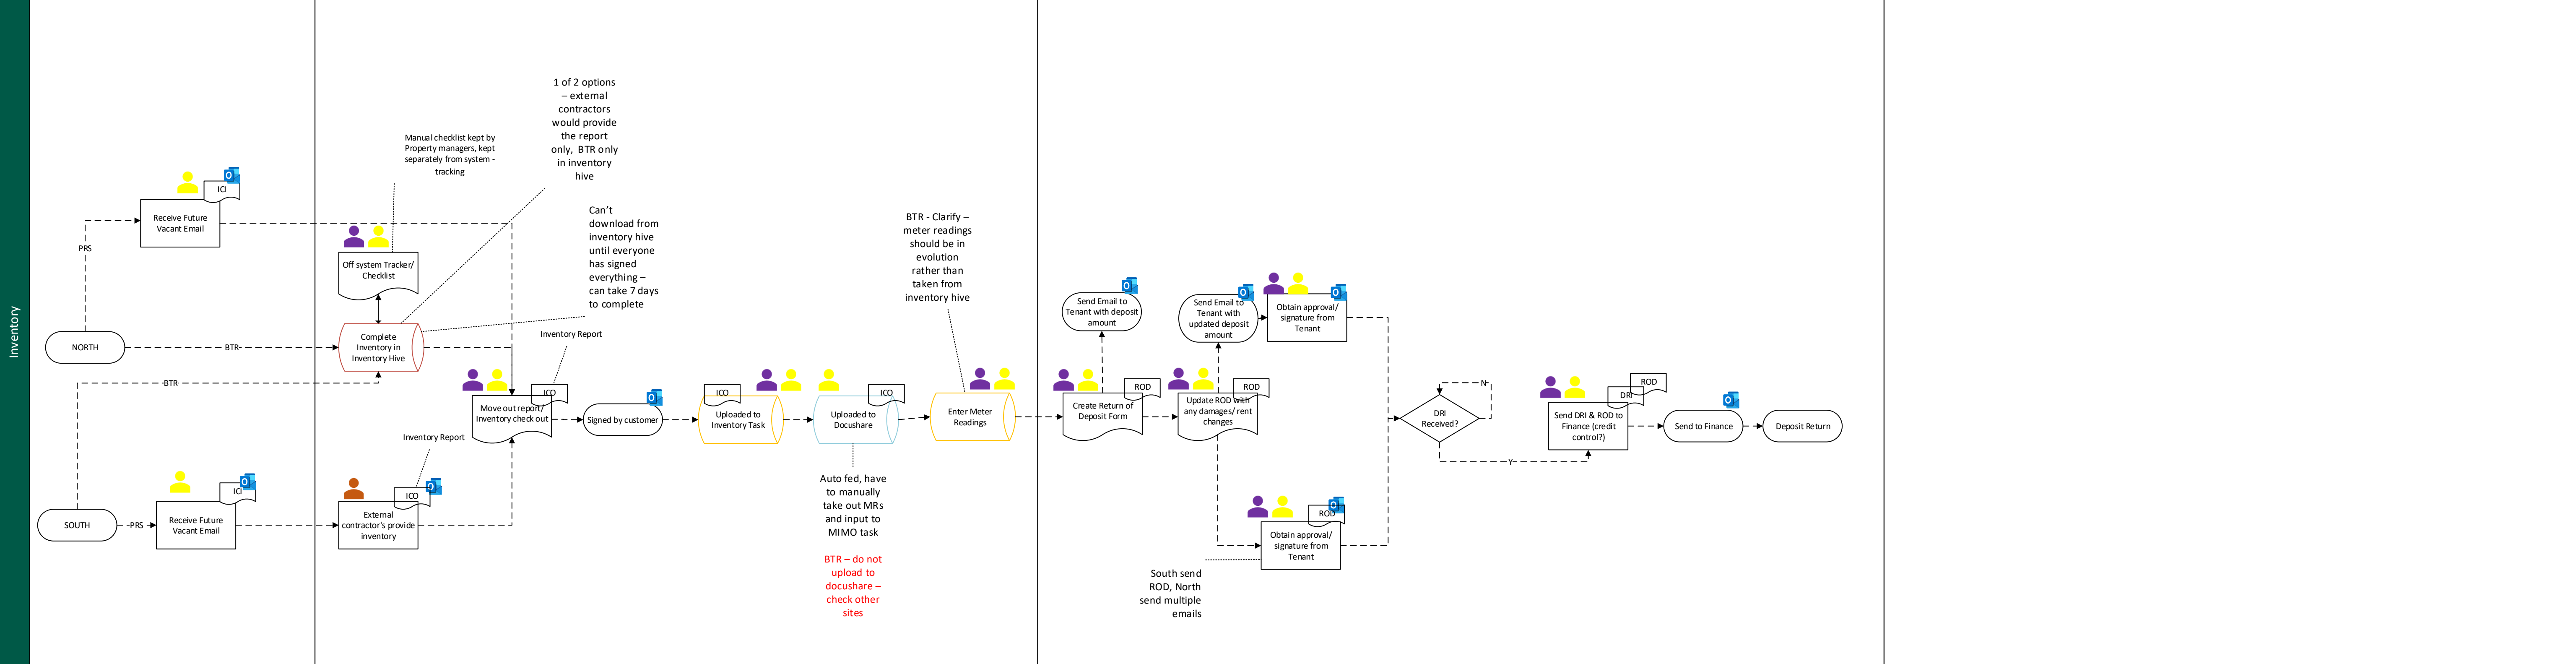 Inventory
1 of 2 options
– external
contractors
would provide
the report
only, BTR only
in inventory
hive
Manual checklist kept by
Property managers, kept
separately from system -
tracking
ICI
Receive Future
Vacant Email
PRS
Can't
download from
inventory hive
until everyone
has signed
everything –
can take 7 days
to complete
Off system Tracker/
Checklist
NORTH
BTR
Complete
Inventory in
Inventory Hive
Inventory Report
BTR
ICO
Move out report/
Inventory check out
Signed by customer
ICO
Uploaded to
Inventory Task
ICO
Uploaded to
Docushare
BTR - Clarify –
meter readings
should be in
evolution
rather than
taken from
inventory hive
Enter Meter
Readings
Inventory Report
SOUTH
PRS
ICI
Receive Future
Vacant Email
ICO
External
contractor's provide
inventory
Auto fed, have
to manually
take out MRs
and input to
MIMO task
BTR – do not
upload to
docushare –
check other
sites
Send Email to
Tenant with deposit
amount
Send Email to
Tenant with
updated deposit
amount
Obtain approval/
signature from
Tenant
ROD
Create Return of
Deposit Form
ROD
Update ROD with
any damages/ rent
changes
ROD
Obtain approval/
signature from
Tenant
South send
ROD, North
send multiple
emails
N
DRI
Received?
Y
ROD
DRI
Send DRI & ROD to
Finance (credit
control?)
Send to Finance
Deposit Return